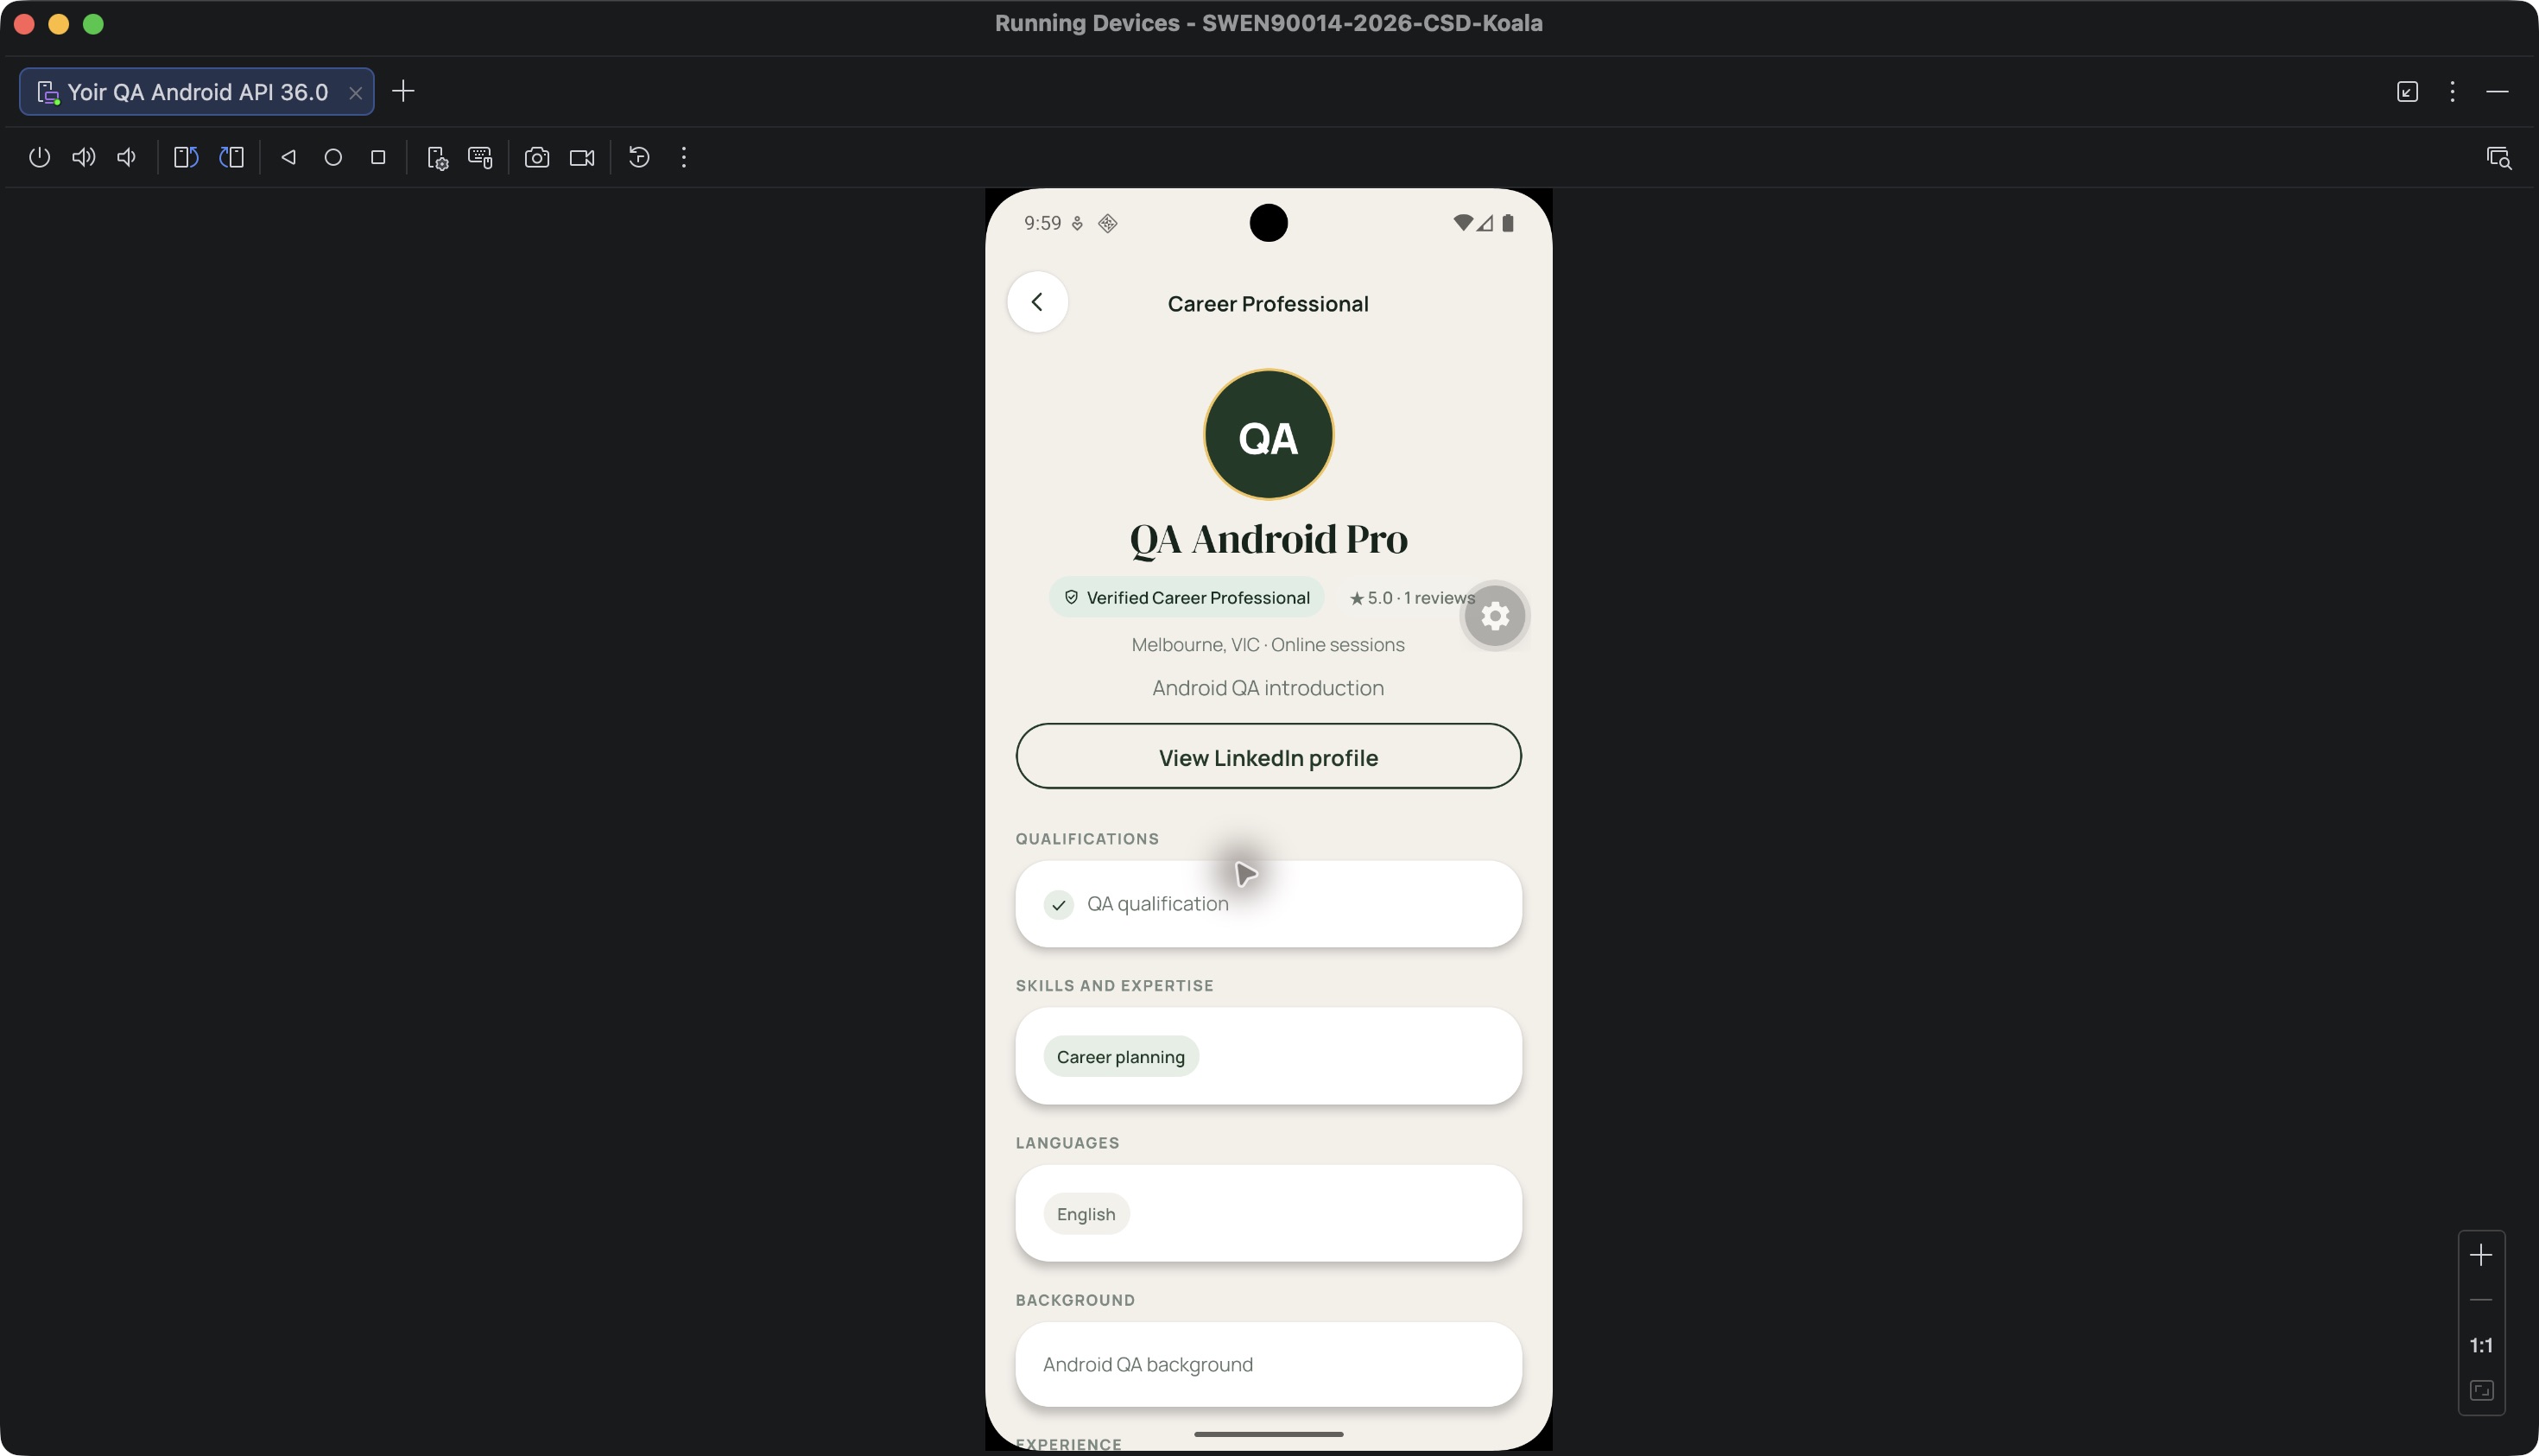 Running Devices - SWEN90014-2026-CSD-Koala
Yoir QA Android API 36.0
9:59
Career Professional
QA
QA Android Pro
Verified Career Professional
★ 5.0 · 1 reviews
Melbourne, VIC · Online sessions
Android QA introduction
View LinkedIn profile
QUALIFICATIONS
QA qualification
SKILLS AND EXPERTISE
Career planning
LANGUAGES
English
BACKGROUND
Android QA background
EXPERIENCE
1:1